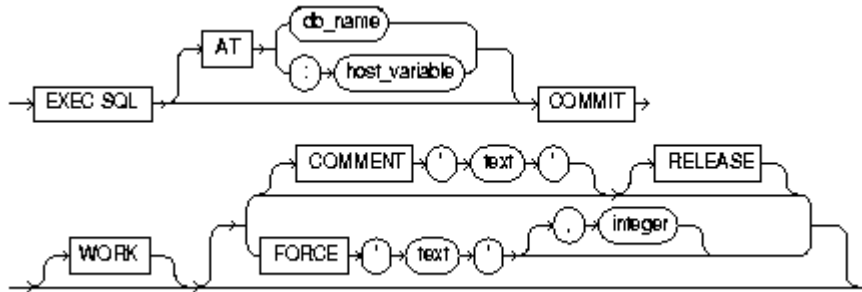 db_name
AT
: host_variable
EXEC SQL COMMIT
COMMENT ' text ' RELEASE
, integer
WORK FORCE ' text '